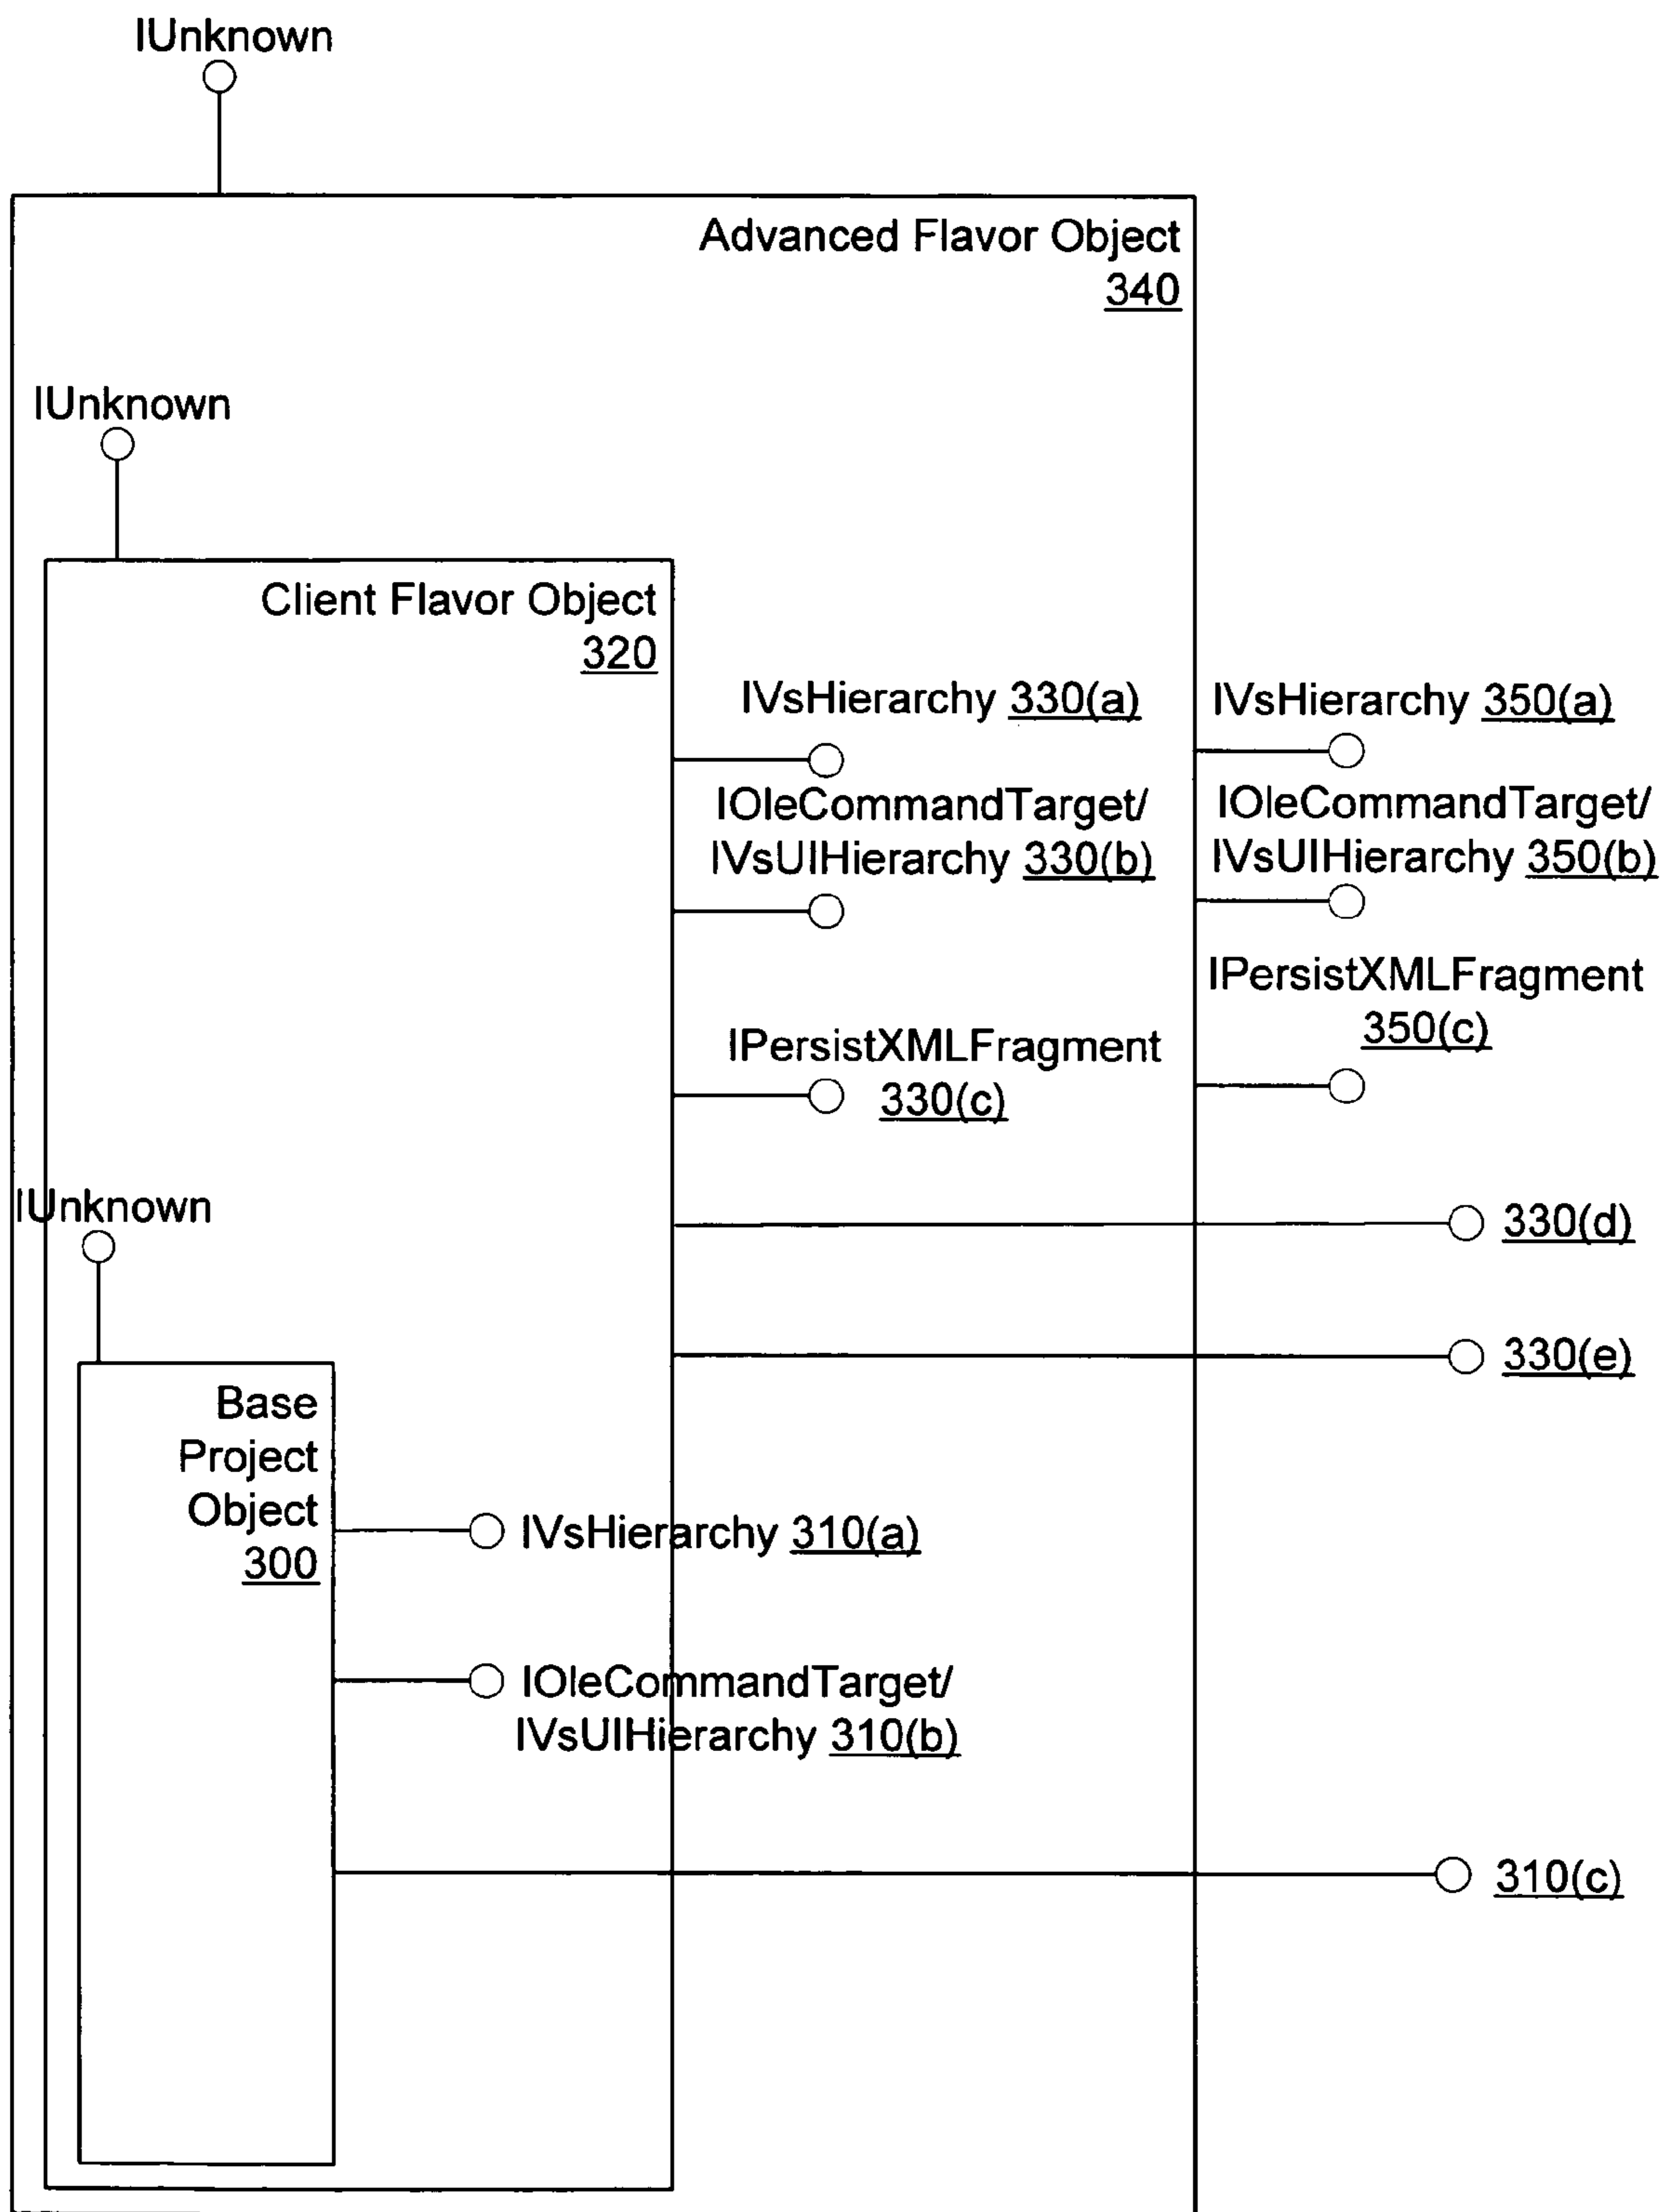 IUnknown
Advanced Flavor Object
340
IUnknown
Client Flavor Object
320
IVsHierarchy 330(a)
IVsHierarchy 350(a)
IOleCommandTarget/
IVsUIHierarchy 330(b)
IOleCommandTarget/
IVsUIHierarchy 350(b)
IPersistXMLFragment
350(c)
IPersistXMLFragment
330(c)
IUnknown
330(d)
330(e)
Base
Project
Object
300
IVsHierarchy 310(a)
IOleCommandTarget/
IVsUIHierarchy 310(b)
310(c)